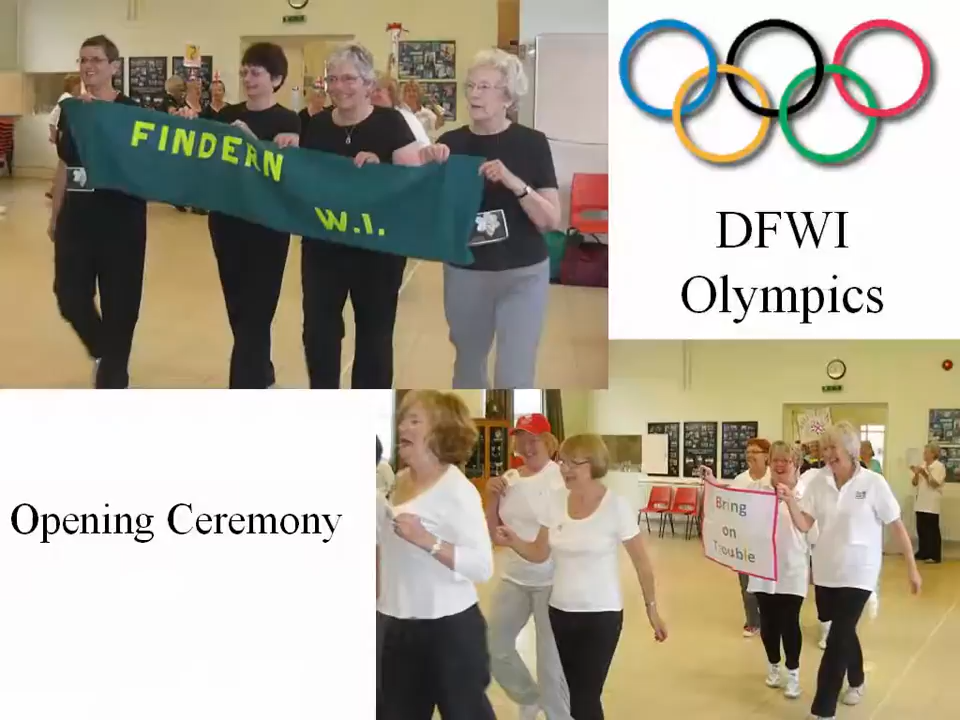 FINDERN
W.I.
DFWI
Olympics
Opening Ceremony
Bring
on
Trouble